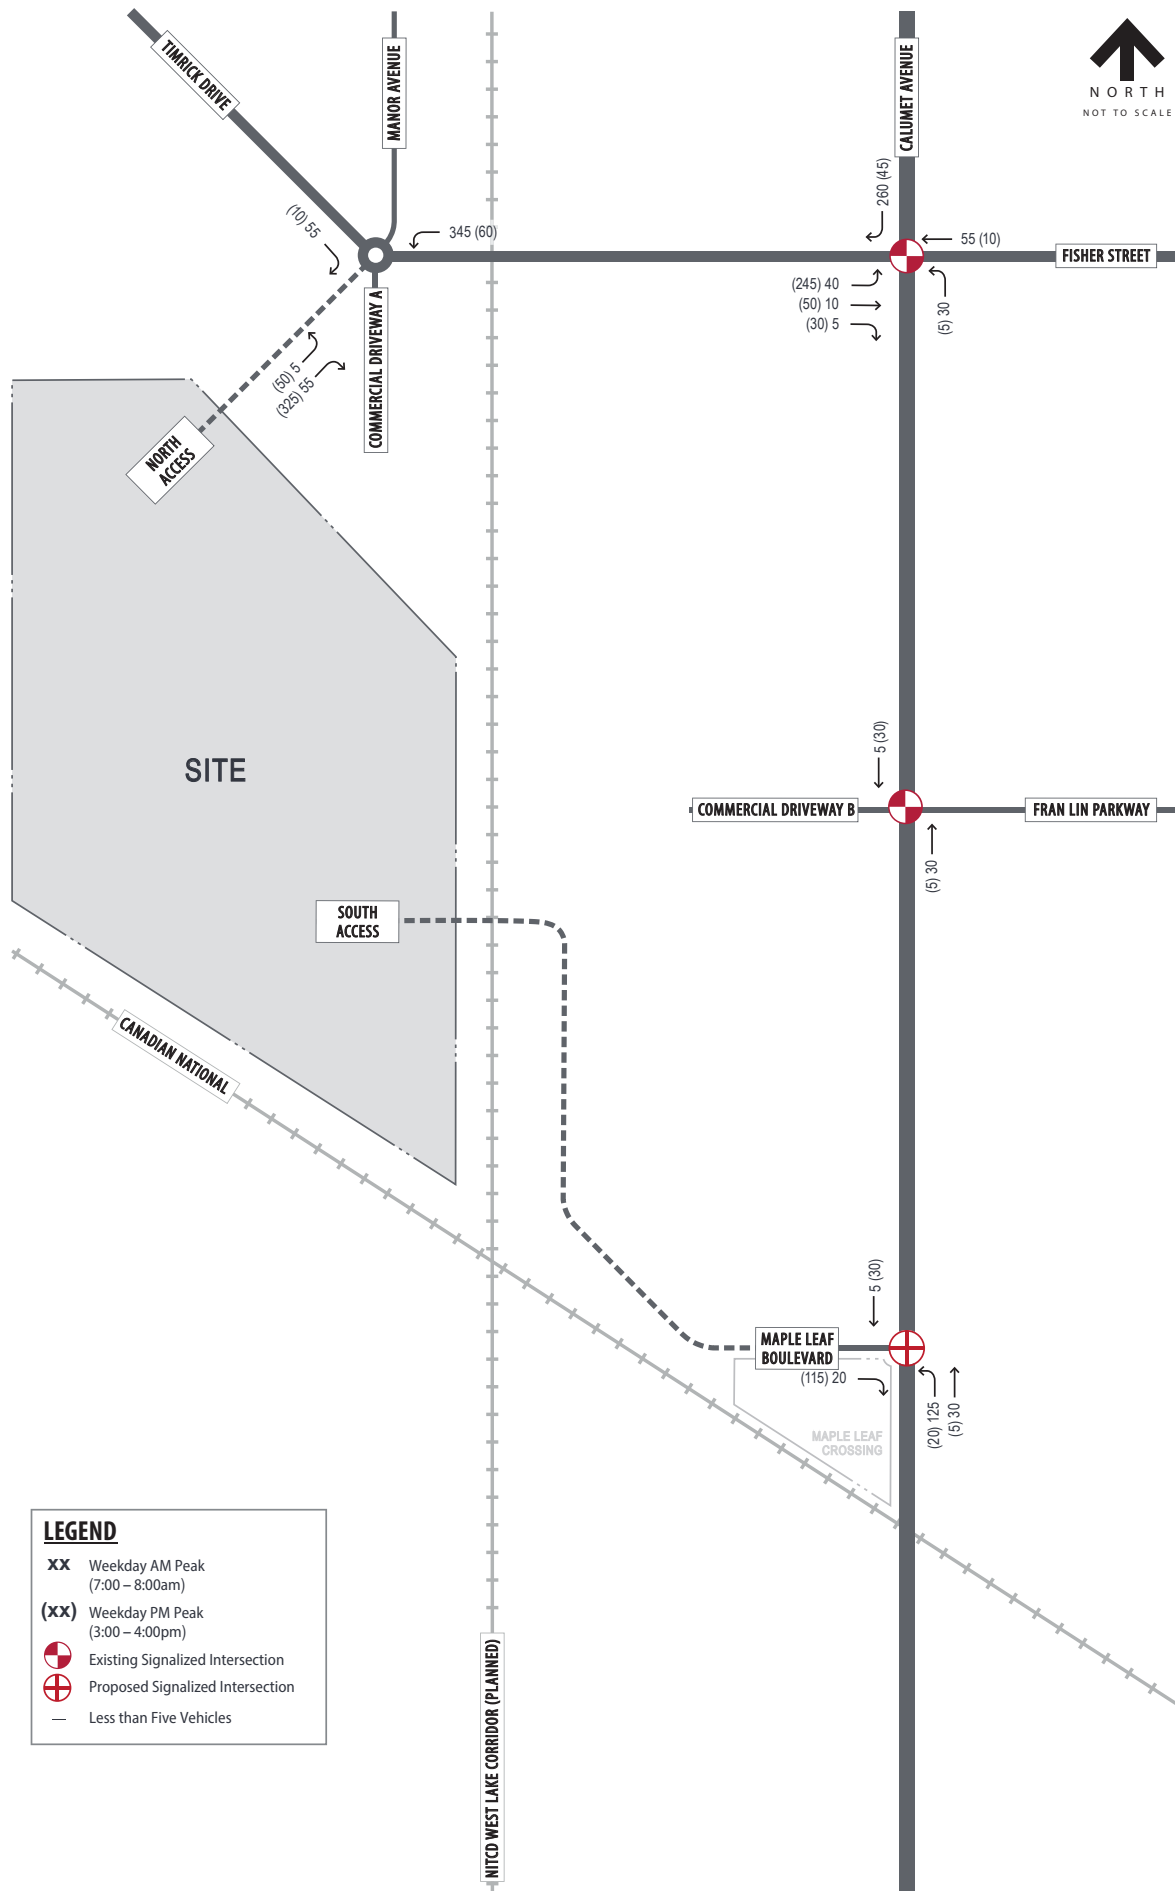 TIMRICK DRIVE
MANOR AVENUE
CALUMET AVENUE
NORTH
NOT TO SCALE
260 (45)
(10) 55
345 (60)
55 (10)
FISHER STREET
(245) 40
(50) 10
(30) 5
(5) 30
COMMERCIAL DRIVEWAY A
(50) 5
(325) 55
NORTH
ACCESS
SITE
5 (30)
COMMERCIAL DRIVEWAY B
FRAN LIN PARKWAY
(5) 30
SOUTH
ACCESS
CANADIAN NATIONAL
5 (30)
MAPLE LEAF
BOULEVARD
(115) 20
(20) 125
(5) 30
MAPLE LEAF
CROSSING
LEGEND
XX Weekday AM Peak
(7:00 – 8:00am)
(XX) Weekday PM Peak
(3:00 – 4:00pm)
Existing Signalized Intersection
Proposed Signalized Intersection
— Less than Five Vehicles
NITCD WEST LAKE CORRIDOR (PLANNED)